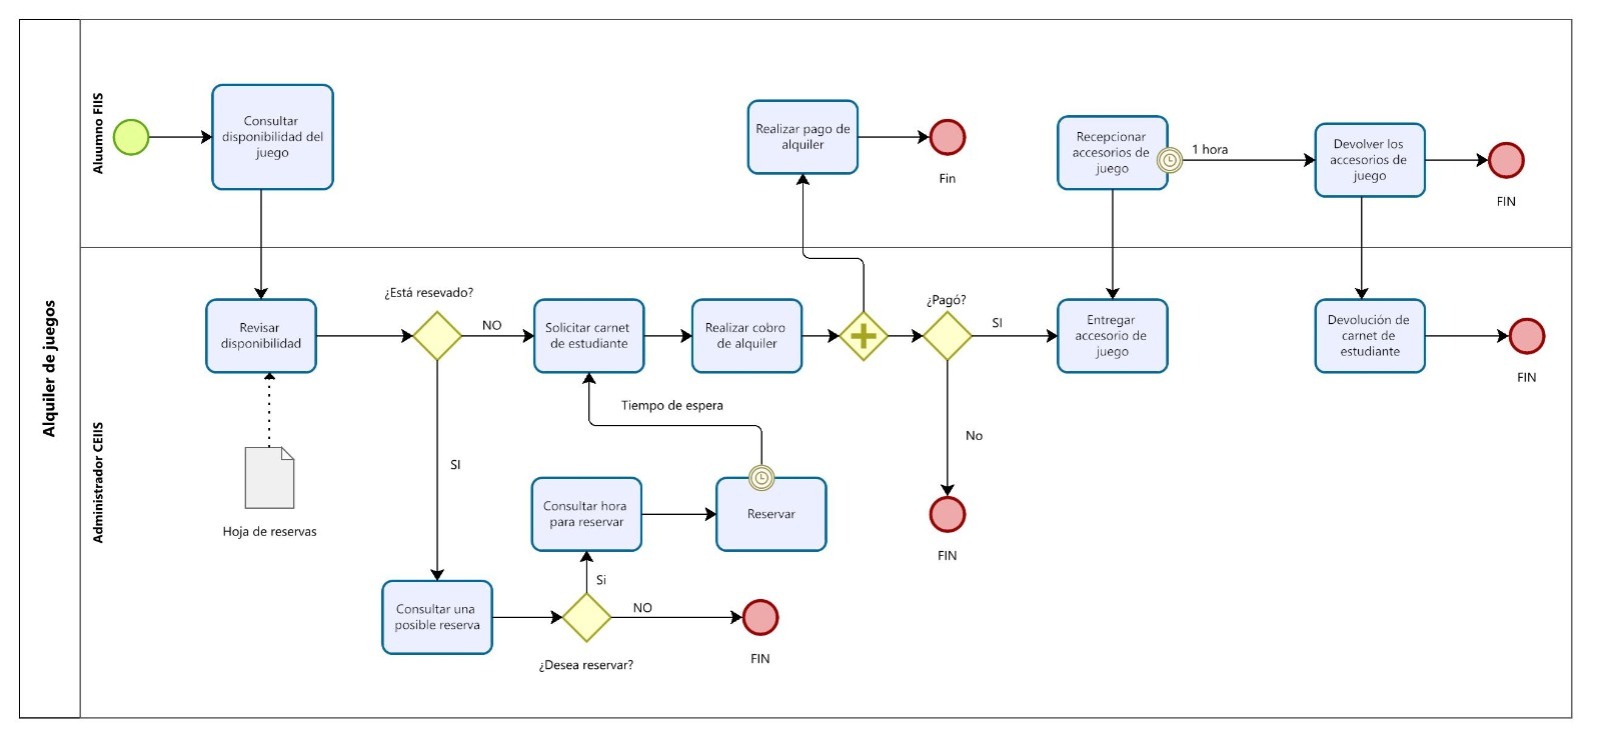 Alquiler de juegos
Aluumno FIIS
Consultar
disponibilidad del
juego
Realizar pago de
alquiler
Fin
Recepcionar
accesorios de
juego
1 hora
Devolver los
accesorios de
juego
FIN
Administrador CEIIS
Revisar
disponibilidad
Hoja de reservas
¿Está resevado?
NO
SI
Solicitar carnet
de estudiante
Realizar cobro
de alquiler
¿Pagó?
SI
No
FIN
Entregar
accesorio de
juego
Devolución de
carnet de
estudiante
FIN
Tiempo de espera
Consultar hora
para reservar
Reservar
Si
Consultar una
posible reserva
¿Desea reservar?
NO
FIN